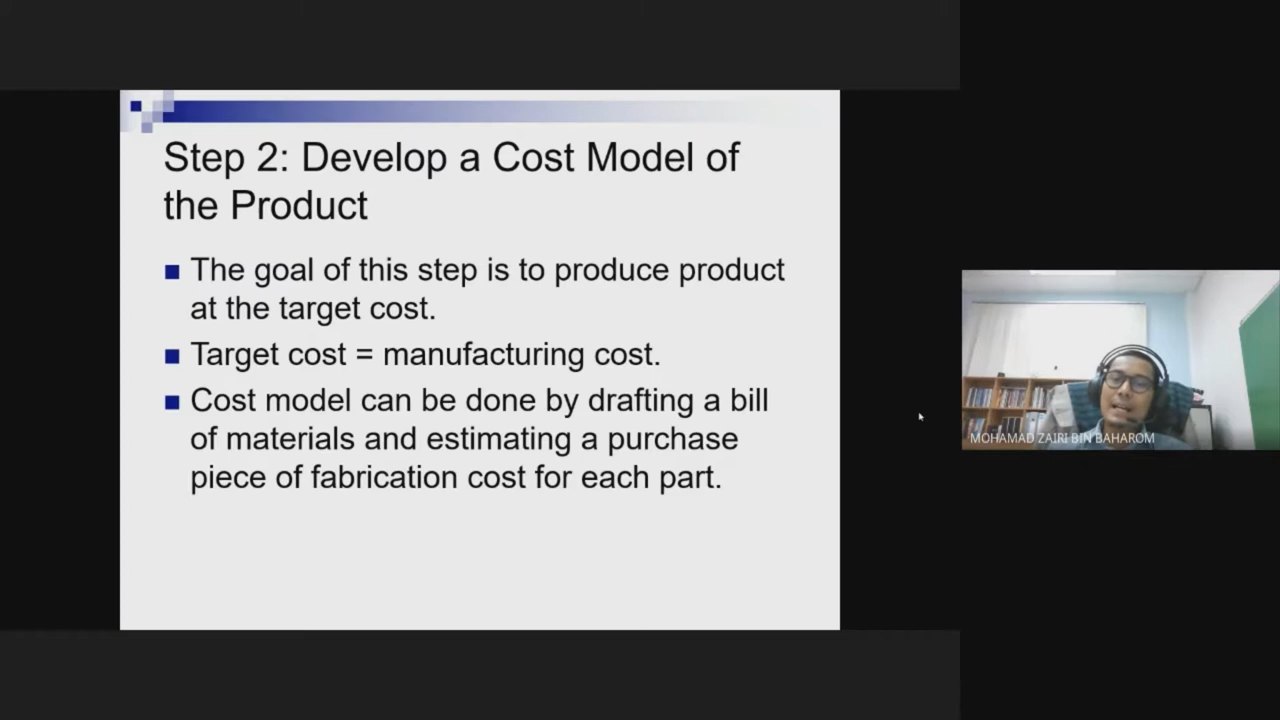 Step 2: Develop a Cost Model of
the Product
■ The goal of this step is to produce product
at the target cost.
■ Target cost = manufacturing cost.
■ Cost model can be done by drafting a bill
of materials and estimating a purchase
piece of fabrication cost for each part.
MOHAMAD ZAIRI BIN BAHAROM